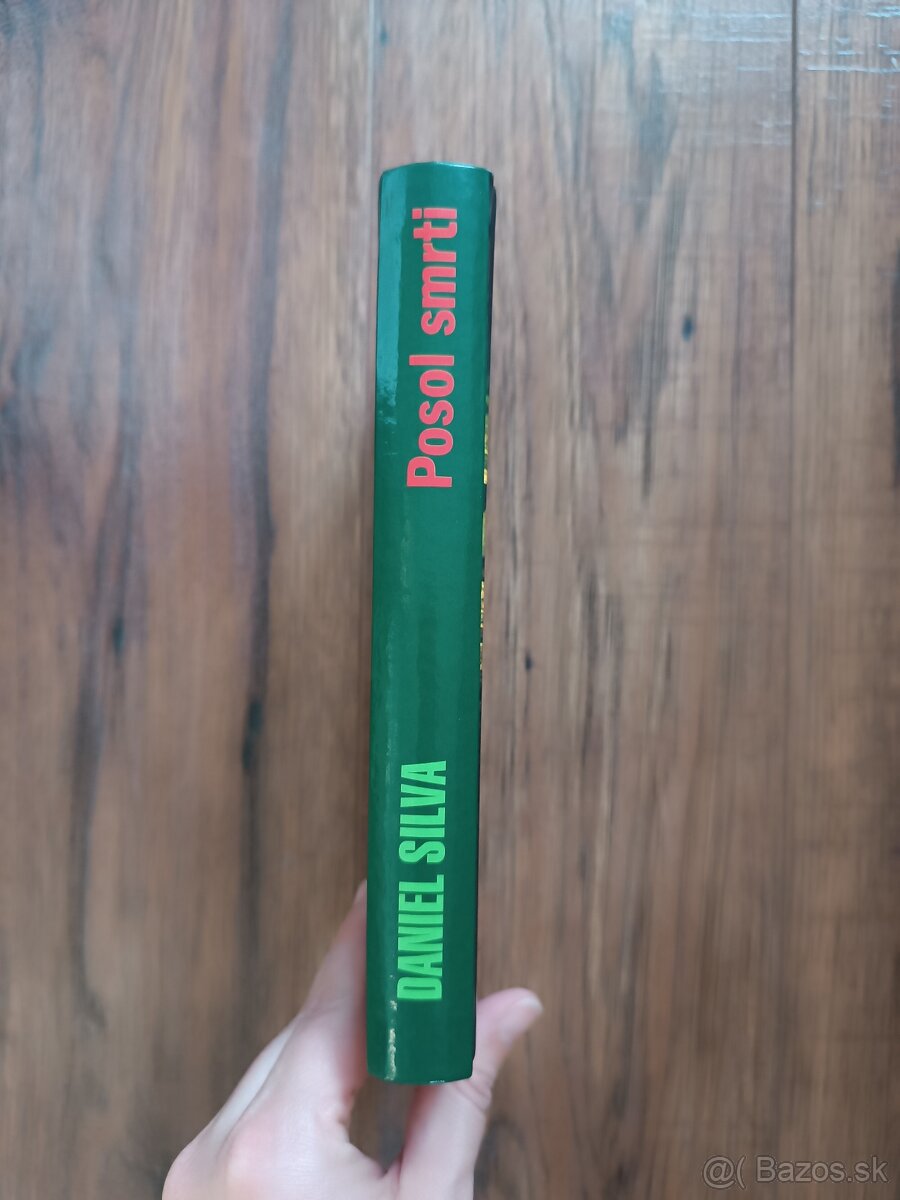 DANIEL SILVA
Posol smrti
@( Bazos.sk